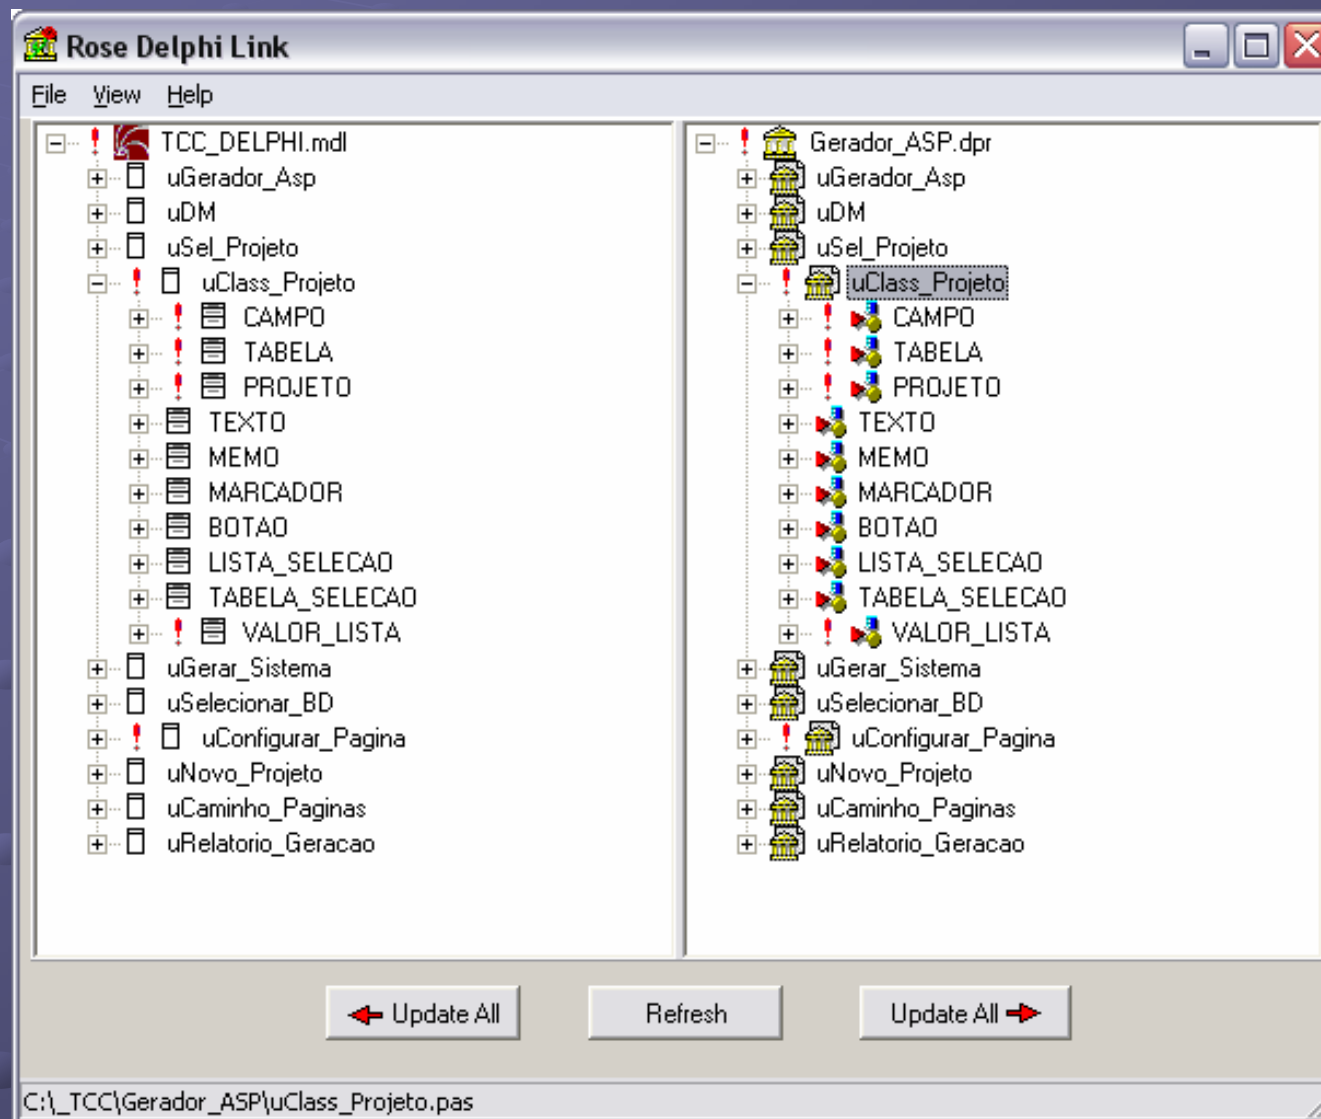 Rose Delphi Link
File View Help
TCC_DELPHI.mdl
uGerador_Asp
uDM
uSel_Projeto
uClass_Projeto
CAMPO
TABELA
PROJETO
TEXTO
MEMO
MARCADOR
BOTAO
LISTA_SELECAO
TABELA_SELECAO
VALOR_LISTA
uGerar_Sistema
uSelecionar_BD
uConfigurar_Pagina
uNovo_Projeto
uCaminho_Paginas
uRelatorio_Geracao
Gerador_ASP.dpr
uGerador_Asp
uDM
uSel_Projeto
uClass_Projeto
CAMPO
TABELA
PROJETO
TEXTO
MEMO
MARCADOR
BOTAO
LISTA_SELECAO
TABELA_SELECAO
VALOR_LISTA
uGerar_Sistema
uSelecionar_BD
uConfigurar_Pagina
uNovo_Projeto
uCaminho_Paginas
uRelatorio_Geracao
Update All Refresh Update All
C:\_TCC\Gerador_ASP\uClass_Projeto.pas